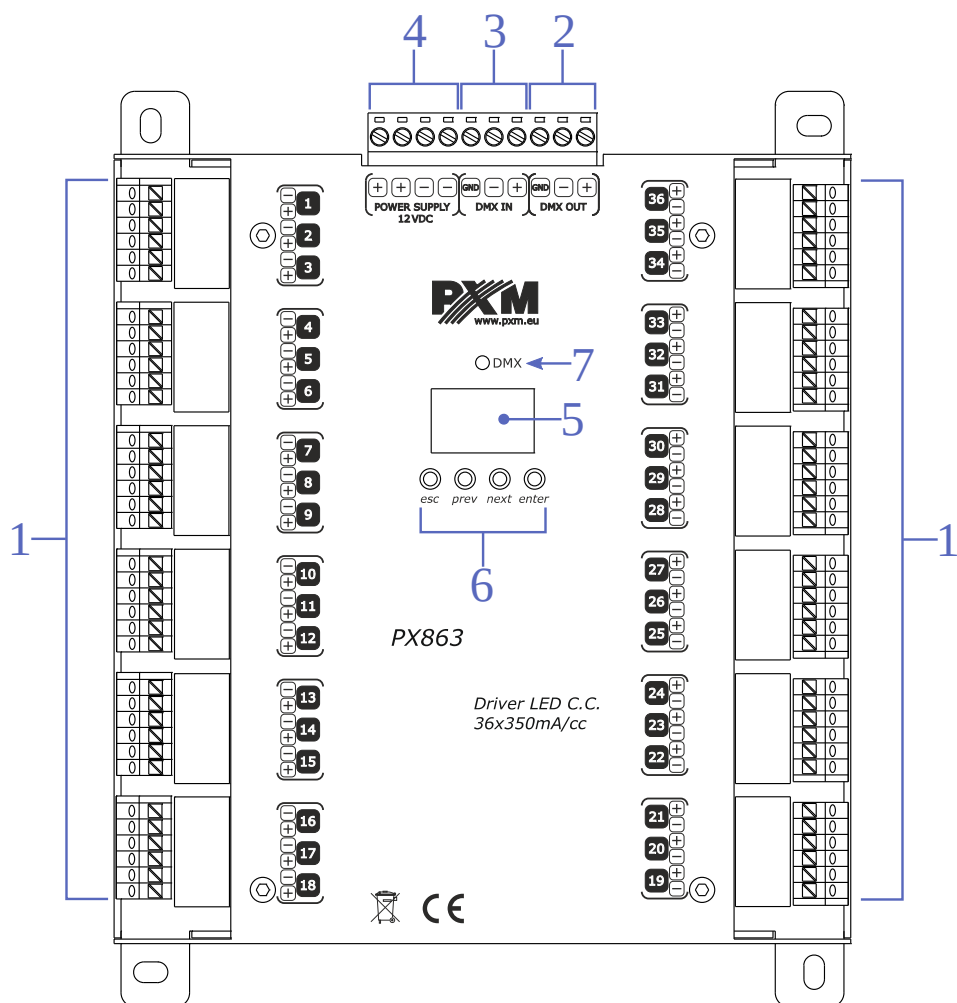 4 3 2
+ + − − GND − + GND − +
POWER SUPPLY DMX IN DMX OUT
12VDC
− 1 36 +
+ −
− 2 35 +
+ −
− 3 34 +
+ −
PXM
www.pxm.eu
− 4 33 +
+ −
− 5 32 +
+ −
− 6 31 +
+ −
DMX 7
5
− 7 30 +
+ −
− 8 29 +
+ −
− 9 28 +
+ −
esc prev next enter
1 1
6
− 10 27 +
+ −
− 11 26 +
+ −
− 12 25 +
+ −
PX863
− 13 24 +
+ −
− 14 23 +
+ −
− 15 22 +
+ −
Driver LED C.C.
36x350mA/cc
− 16 21 +
+ −
− 17 20 +
+ −
− 18 19 +
+ −
CE